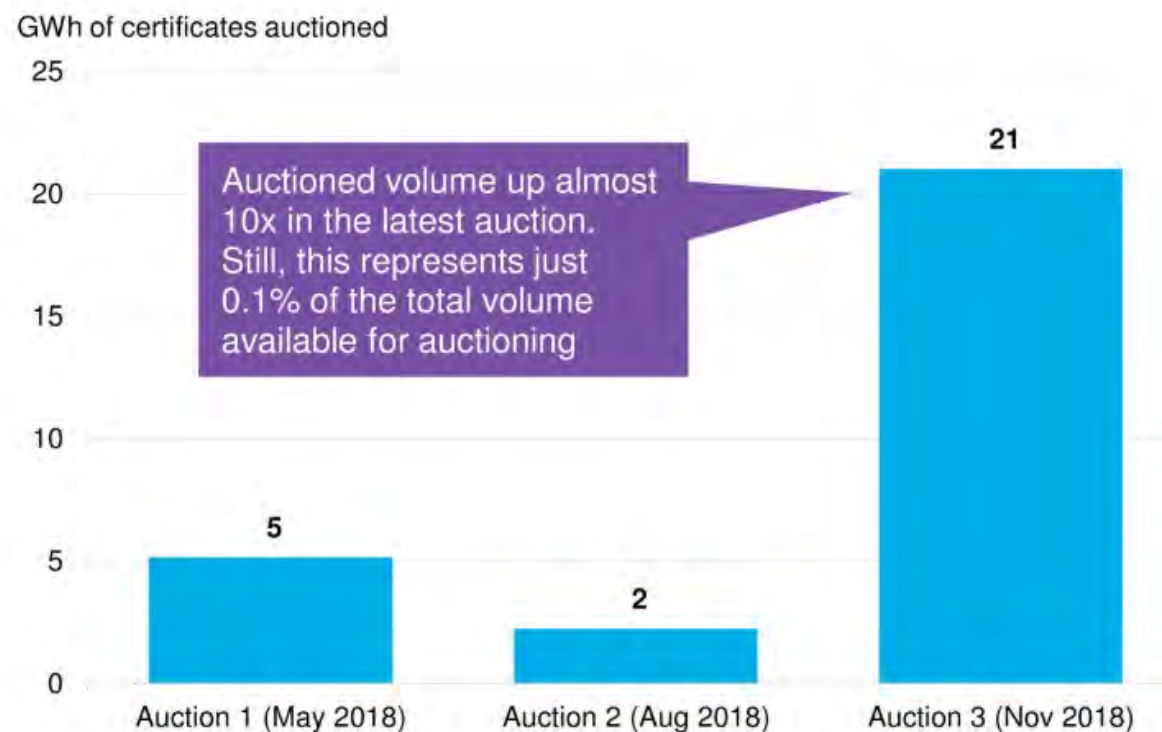 GWh of certificates auctioned
25
20
15
10
5
0
Auctioned volume up almost
10x in the latest auction.
Still, this represents just
0.1% of the total volume
available for auctioning
5
2
21
Auction 1 (May 2018)
Auction 2 (Aug 2018)
Auction 3 (Nov 2018)